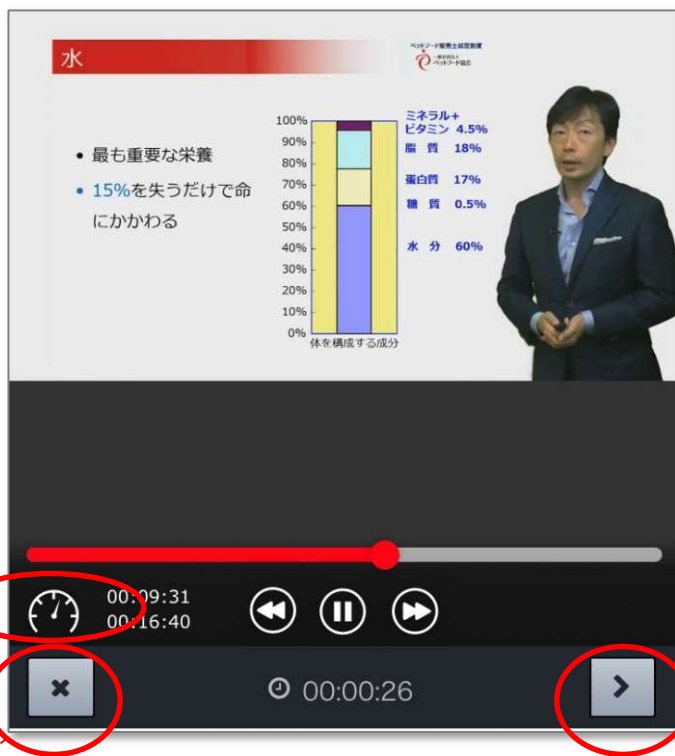 水
ペットフード販売士認定制度
一般社団法人
ペットフード協会
• 最も重要な栄養
• 15%を失うだけで命
にかかわる
100%
90%
80%
70%
60%
50%
40%
30%
20%
10%
0%
体を構成する成分
ミネラル+
ビタミン 4.5%
脂 質 18%
蛋白質 17%
糖 質 0.5%
水 分 60%
00:09:31
00:16:40
00:00:26